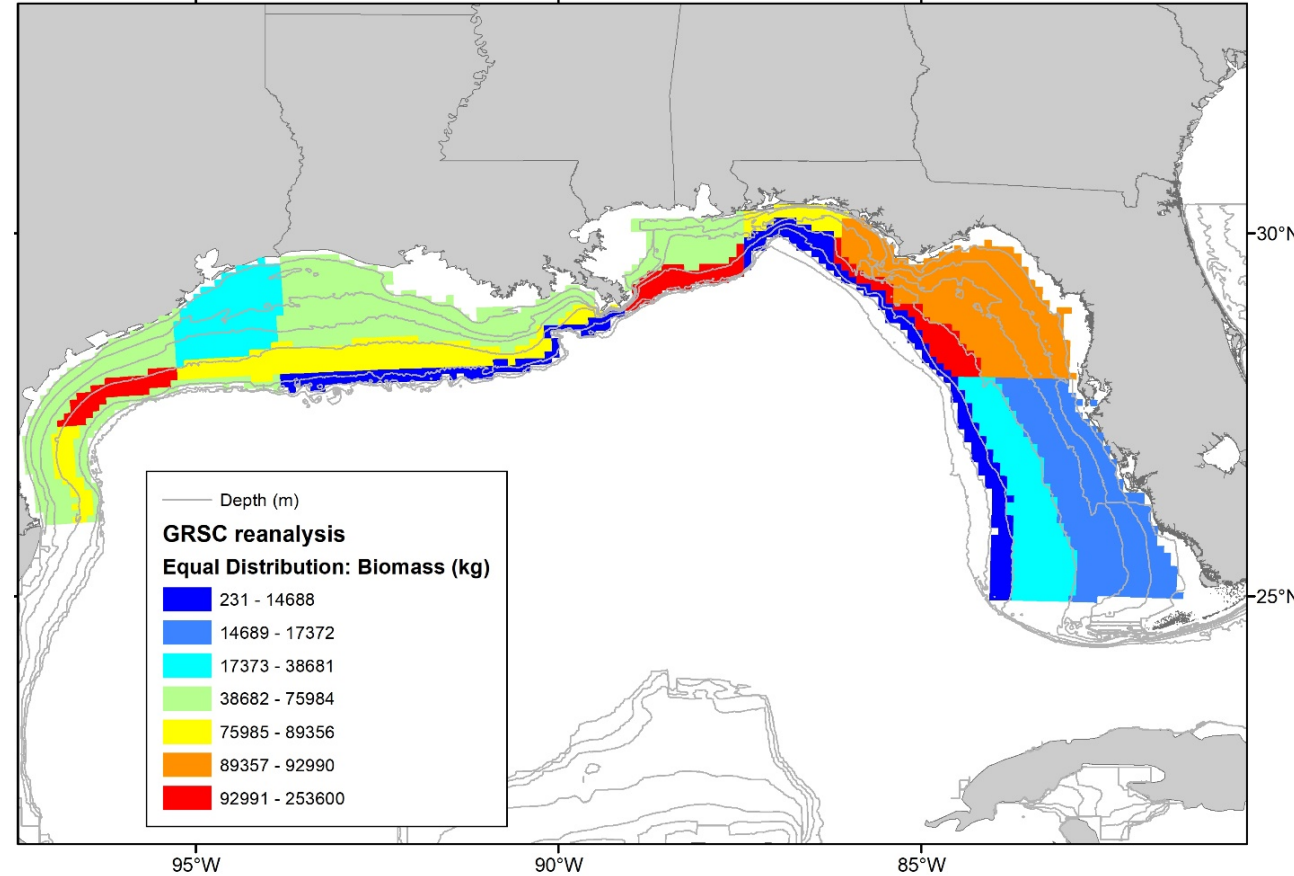 30°N
Depth (m)
GRSC reanalysis
Equal Distribution: Biomass (kg)
231 - 14688
14689 - 17372
17373 - 38681
38682 - 75984
75985 - 89356
89357 - 92990
92991 - 253600
25°N
95°W
90°W
85°W